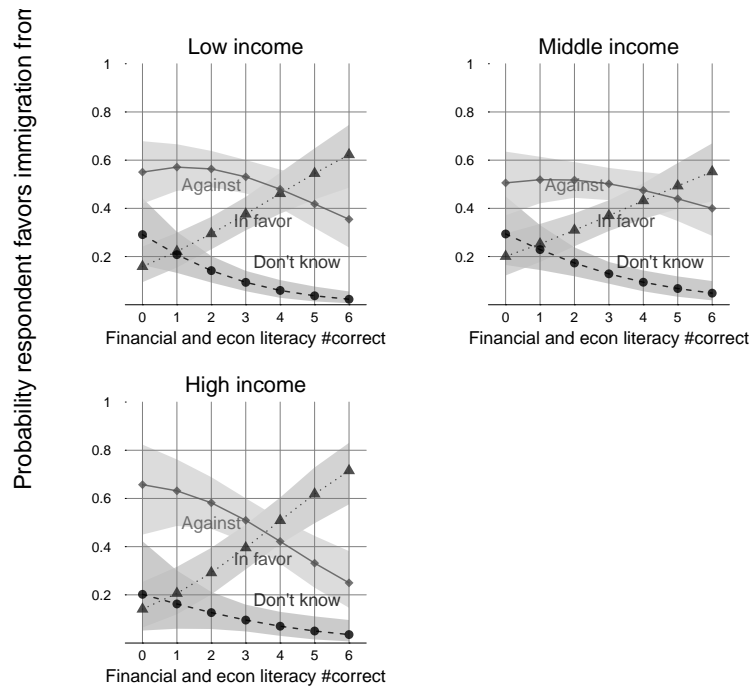 Probability respondent favors immigration from
Low income
1
0.8
0.6
0.4
0.2
Against
In favor
Don't know
0 1 2 3 4 5 6
Financial and econ literacy #correct
Middle income
1
0.8
0.6
0.4
0.2
Against
In favor
Don't know
0 1 2 3 4 5 6
Financial and econ literacy #correct
High income
1
0.8
0.6
0.4
0.2
Against
In favor
Don't know
0 1 2 3 4 5 6
Financial and econ literacy #correct